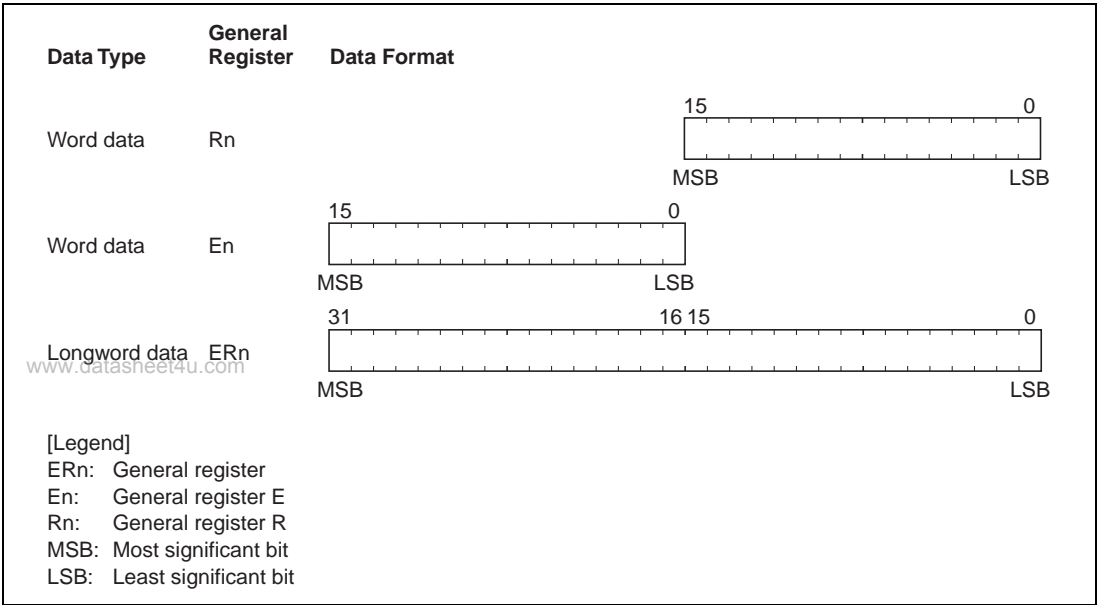 Data Type General Register Data Format
15 0
Word data Rn
MSB LSB
15 0
Word data En
MSB LSB
31 16 15 0
Longword data ERn
www.datasheet4u.com
MSB LSB
[Legend]
ERn: General register
En: General register E
Rn: General register R
MSB: Most significant bit
LSB: Least significant bit